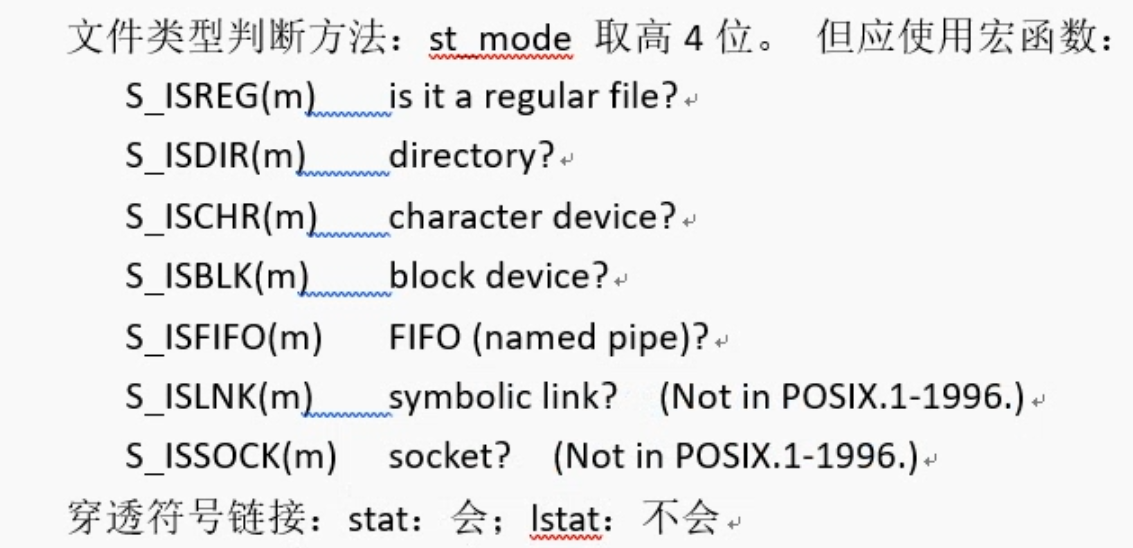 文件类型判断方法：st_mode 取高 4 位。 但应使用宏函数：
S_ISREG(m) is it a regular file?
S_ISDIR(m) directory?
S_ISCHR(m) character device?
S_ISBLK(m) block device?
S_ISFIFO(m) FIFO (named pipe)?
S_ISLNK(m) symbolic link? (Not in POSIX.1-1996.)
S_ISSOCK(m) socket? (Not in POSIX.1-1996.)
穿透符号链接：stat：会；lstat：不会